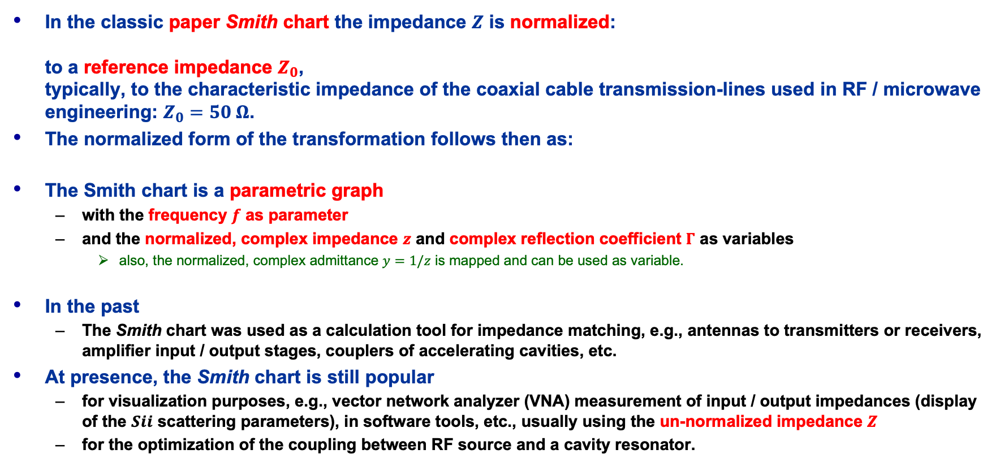 • In the classic paper Smith chart the impedance Z is normalized:
to a reference impedance Z₀,
typically, to the characteristic impedance of the coaxial cable transmission-lines used in RF / microwave
engineering: Z₀ = 50 Ω.
• The normalized form of the transformation follows then as:
• The Smith chart is a parametric graph
– with the frequency f as parameter
– and the normalized, complex impedance z and complex reflection coefficient Γ as variables
➢ also, the normalized, complex admittance y = 1/z is mapped and can be used as variable.
• In the past
– The Smith chart was used as a calculation tool for impedance matching, e.g., antennas to transmitters or receivers,
amplifier input / output stages, couplers of accelerating cavities, etc.
• At presence, the Smith chart is still popular
– for visualization purposes, e.g., vector network analyzer (VNA) measurement of input / output impedances (display
of the Sii scattering parameters), in software tools, etc., usually using the un-normalized impedance Z
– for the optimization of the coupling between RF source and a cavity resonator.